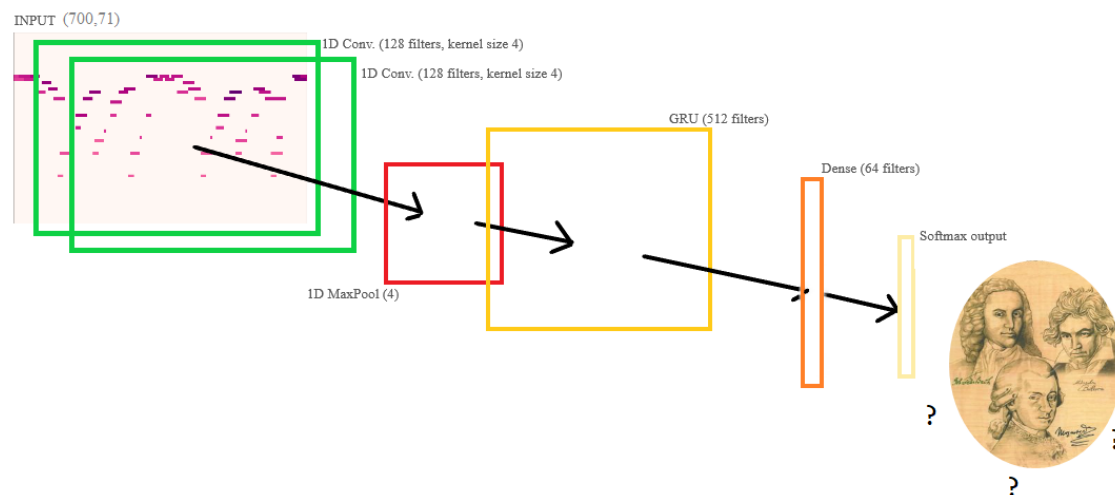 INPUT (700,71)
1D Conv. (128 filters, kernel size 4)
1D Conv. (128 filters, kernel size 4)
GRU (512 filters)
Dense (64 filters)
Softmax output
1D MaxPool (4)
?
?